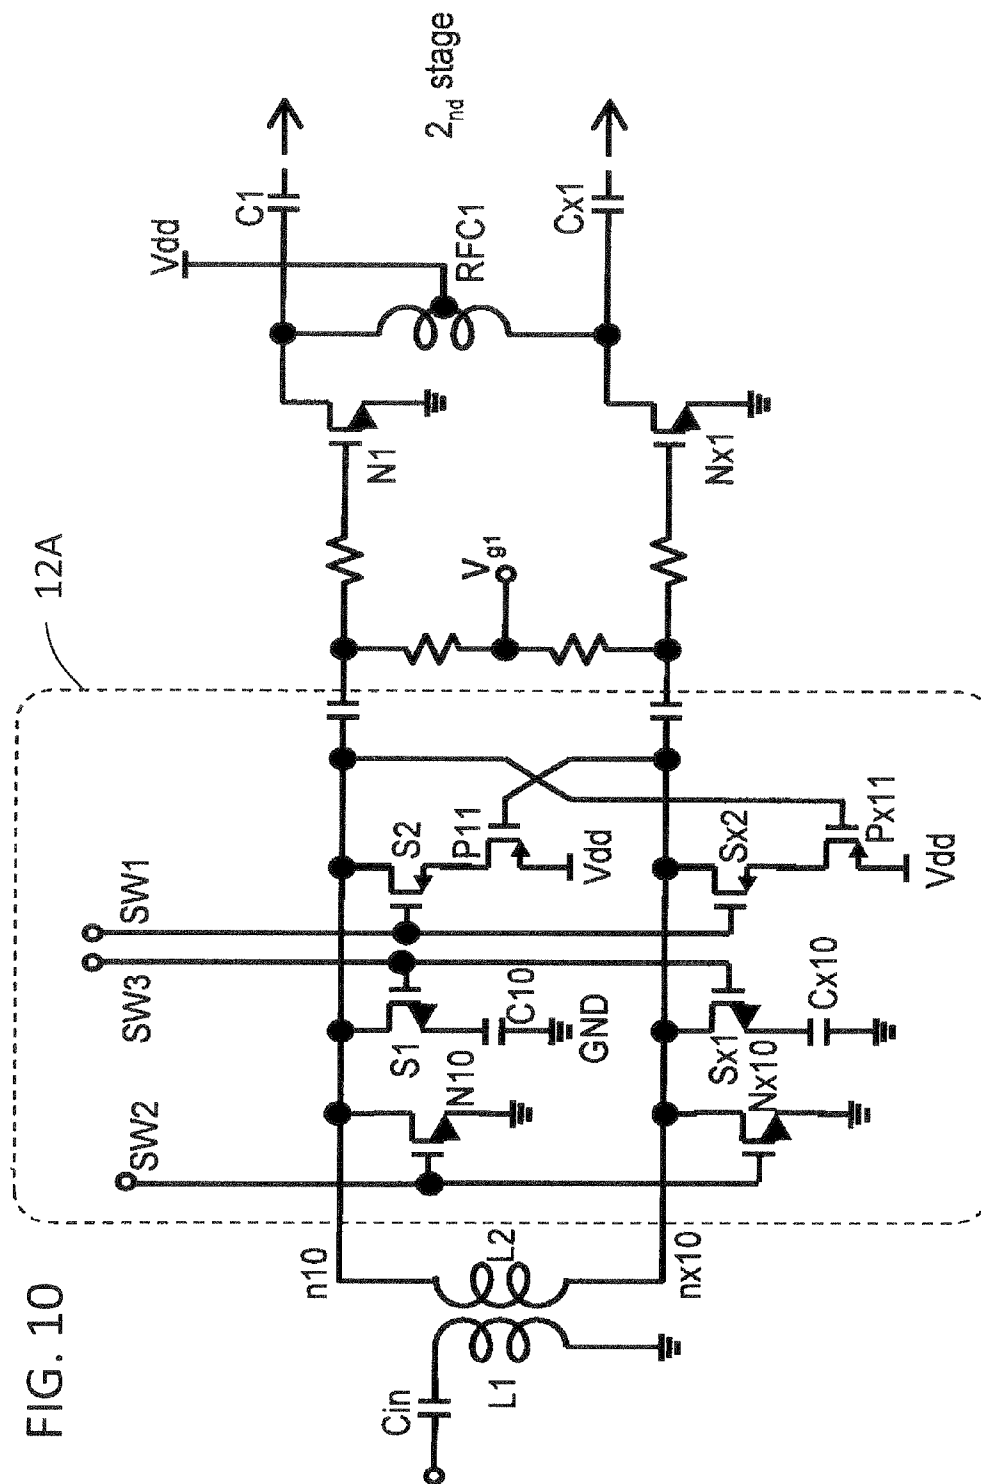 FIG. 10
12A
SW2
SW3
SW1
Vdd
C1
RFC1
2nd stage
Cx1
n10
L2
L1
Cin
nx10
N10
S1
C10
GND
S2
P11
Vdd
Vg1
N1
Nx10
Sx1
Cx10
Sx2
Px11
Vdd
Nx1